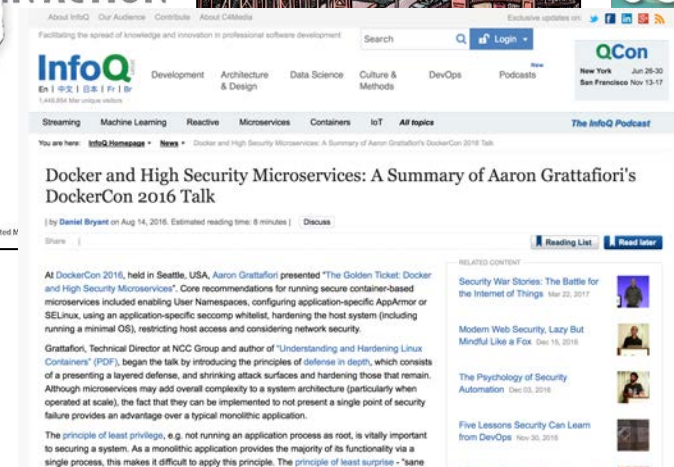 IN ACTION
About InfoQ Our Audience Contribute About C4Media
Exclusive updates on:
Facilitating the spread of knowledge and innovation in professional software development
Search
Login
InfoQ
En | 中文 | 日本 | Fr | Br
1,449,854 Mar unique visitors
Development
Architecture & Design
Data Science
Culture & Methods
DevOps
New
Podcasts
QCon
New York Jun 26-30
San Francisco Nov 13-17
Streaming Machine Learning Reactive Microservices Containers IoT All topics
The InfoQ Podcast
You are here: InfoQ Homepage News Docker and High Security Microservices: A Summary of Aaron Grattafiori's DockerCon 2016 Talk
Docker and High Security Microservices: A Summary of Aaron Grattafiori's
DockerCon 2016 Talk
| by Daniel Bryant on Aug 14, 2016. Estimated reading time: 8 minutes | Discuss
Share |
Reading List
Read later
At DockerCon 2016, held in Seattle, USA, Aaron Grattafiori presented "The Golden Ticket: Docker
and High Security Microservices". Core recommendations for running secure container-based
microservices included enabling User Namespaces, configuring application-specific AppArmor or
SELinux, using an application-specific seccomp whitelist, hardening the host system (including
running a minimal OS), restricting host access and considering network security.
Grattafiori, Technical Director at NCC Group and author of "Understanding and Hardening Linux
Containers" (PDF), began the talk by introducing the principles of defense in depth, which consists
of a presenting a layered defense, and shrinking attack surfaces and hardening those that remain.
Although microservices may add overall complexity to a system architecture (particularly when
operated at scale), the fact that they can be implemented to not present a single point of security
failure provides an advantage over a typical monolithic application.
The principle of least privilege, e.g. not running an application process as root, is vitally important
to securing a system. As a monolithic application provides the majority of its functionality via a
single process, this makes it difficult to apply this principle. The principle of least surprise - "sane
RELATED CONTENT
Security War Stories: The Battle for
the Internet of Things Mar 22, 2017
Modern Web Security, Lazy But
Mindful Like a Fox Dec 15, 2016
The Psychology of Security
Automation Dec 03, 2016
Five Lessons Security Can Learn
from DevOps Nov 30, 2016